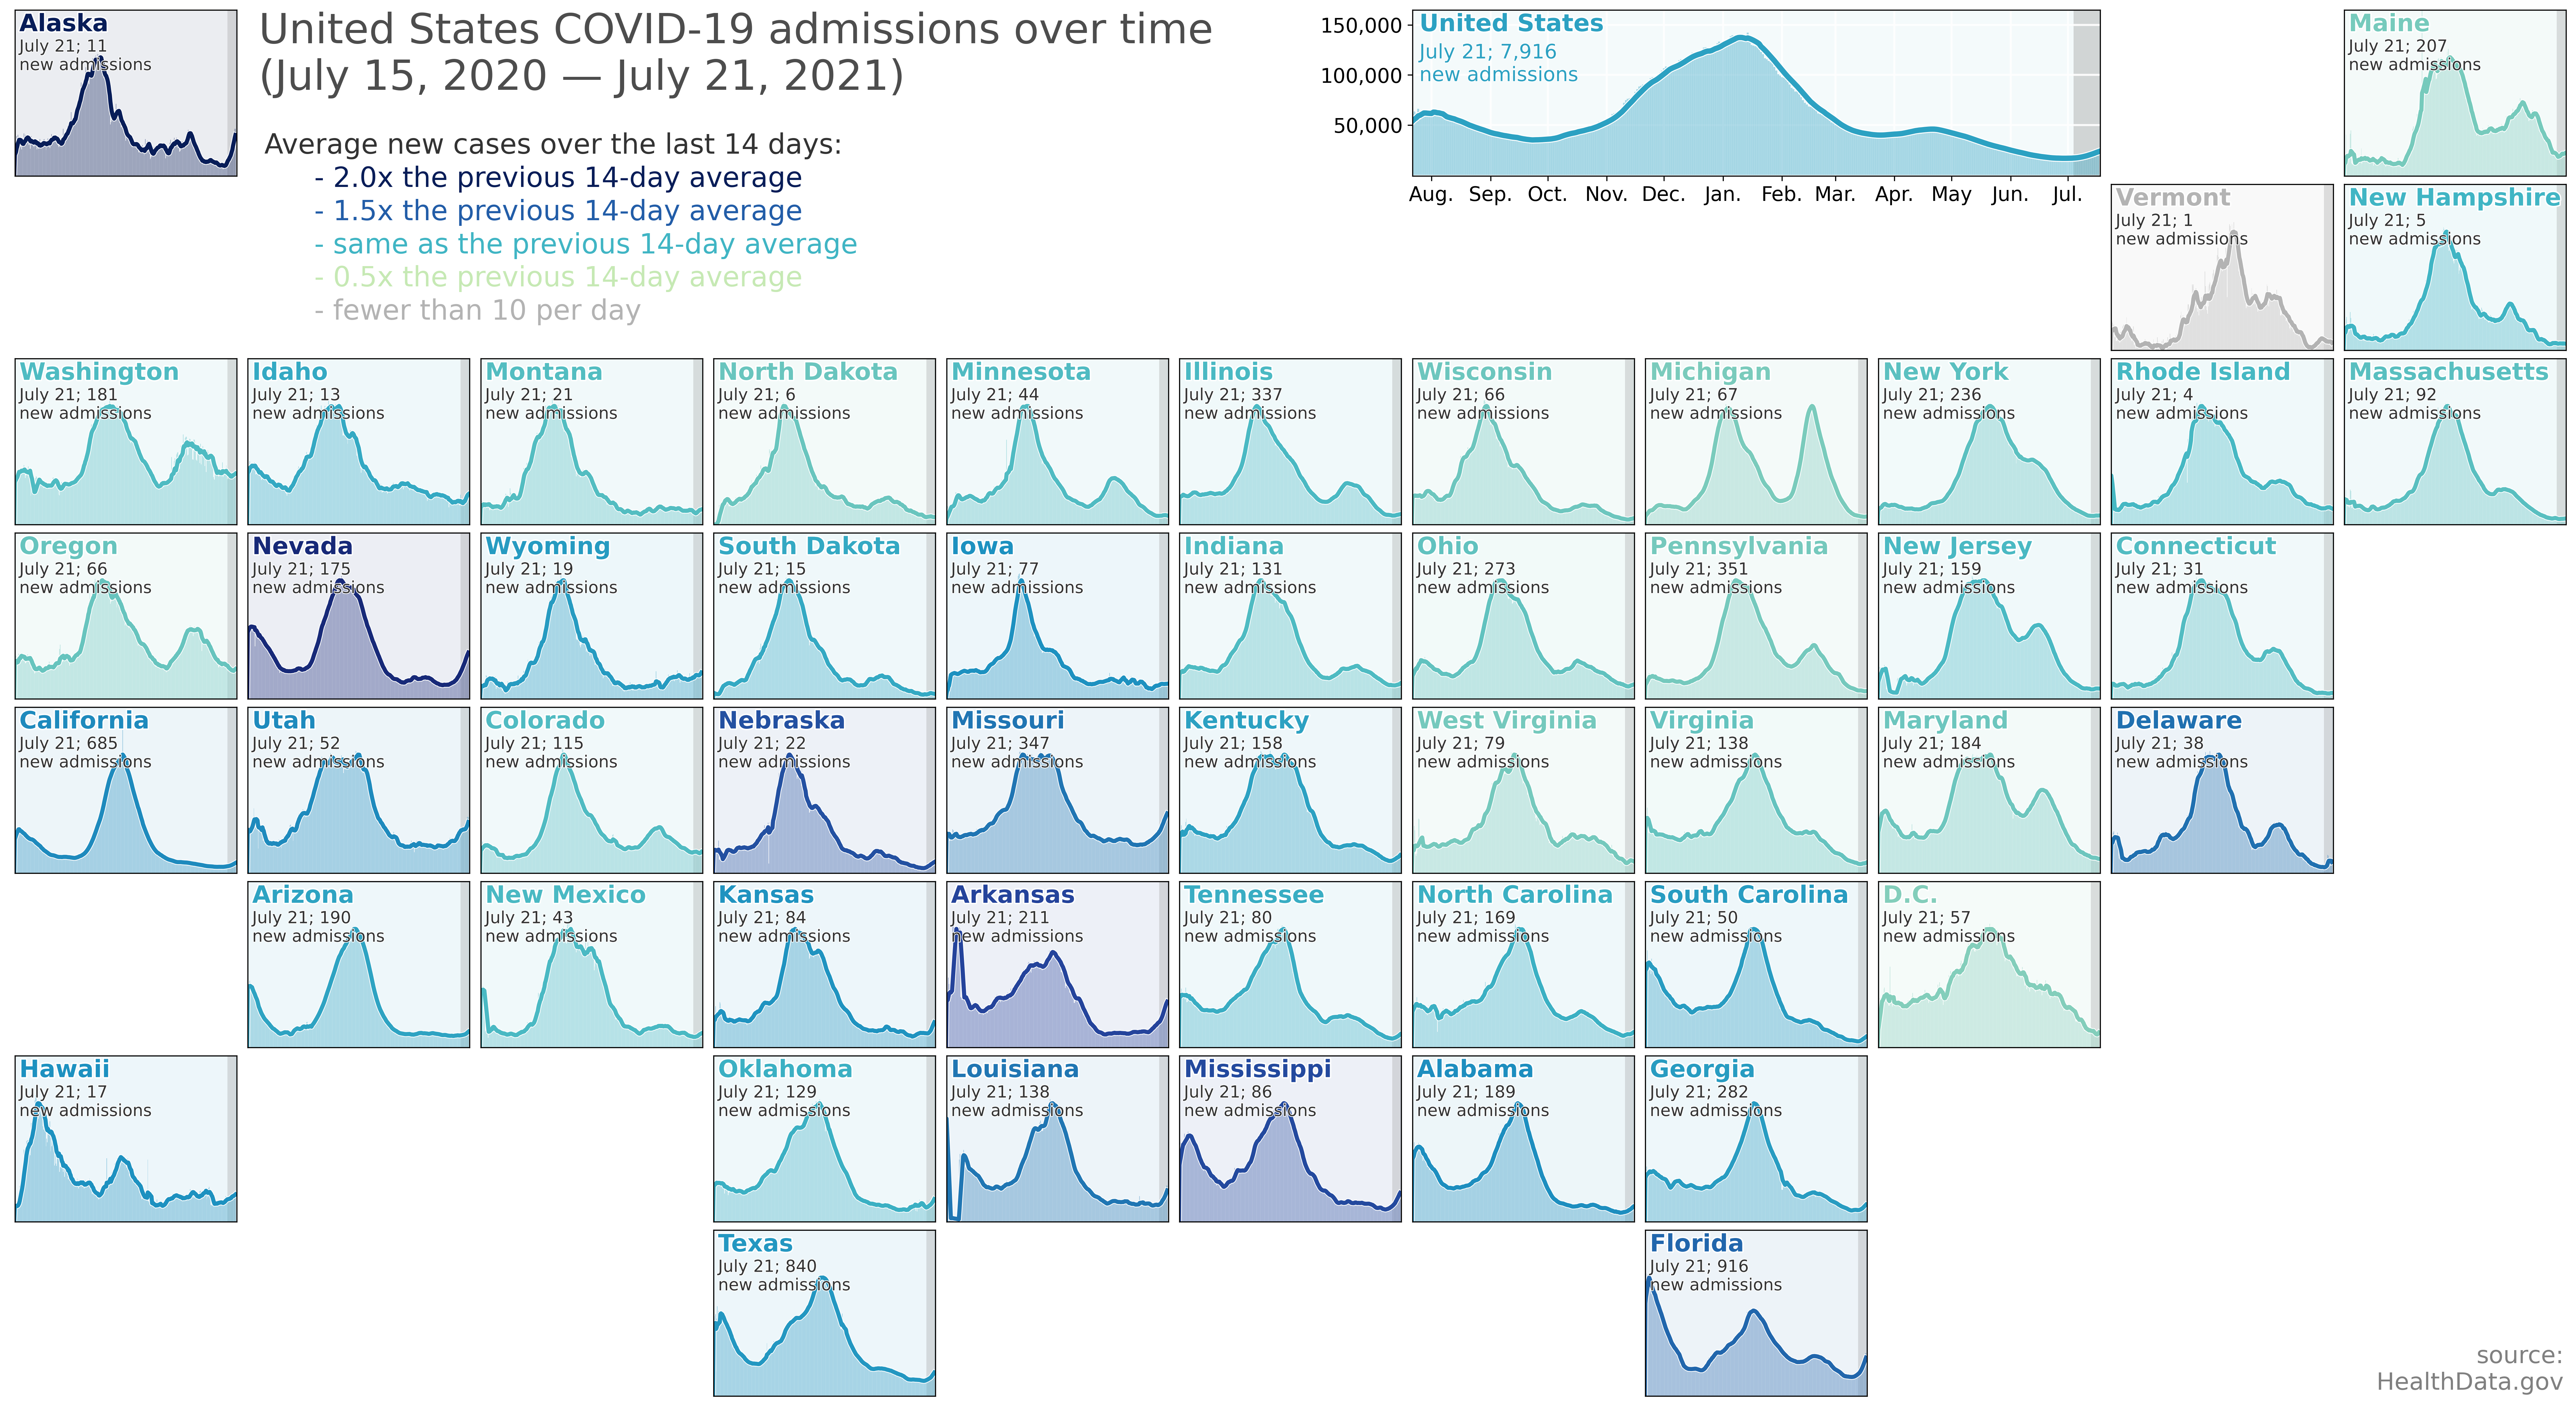 Alaska
July 21; 11
new admissions
United States COVID-19 admissions over time
(July 15, 2020 — July 21, 2021)
Average new cases over the last 14 days:
- 2.0x the previous 14-day average
- 1.5x the previous 14-day average
- same as the previous 14-day average
- 0.5x the previous 14-day average
- fewer than 10 per day
150,000
100,000
50,000
United States
July 21; 7,916
new admissions
Aug. Sep. Oct. Nov. Dec. Jan. Feb. Mar. Apr. May Jun. Jul.
Maine
July 21; 207
new admissions
Vermont
July 21; 1
new admissions
New Hampshire
July 21; 5
new admissions
Washington
July 21; 181
new admissions
Idaho
July 21; 13
new admissions
Montana
July 21; 21
new admissions
North Dakota
July 21; 6
new admissions
Minnesota
July 21; 44
new admissions
Illinois
July 21; 337
new admissions
Wisconsin
July 21; 66
new admissions
Michigan
July 21; 67
new admissions
New York
July 21; 236
new admissions
Rhode Island
July 21; 4
new admissions
Massachusetts
July 21; 92
new admissions
Oregon
July 21; 66
new admissions
Nevada
July 21; 175
new admissions
Wyoming
July 21; 19
new admissions
South Dakota
July 21; 15
new admissions
Iowa
July 21; 77
new admissions
Indiana
July 21; 131
new admissions
Ohio
July 21; 273
new admissions
Pennsylvania
July 21; 351
new admissions
New Jersey
July 21; 159
new admissions
Connecticut
July 21; 31
new admissions
California
July 21; 685
new admissions
Utah
July 21; 52
new admissions
Colorado
July 21; 115
new admissions
Nebraska
July 21; 22
new admissions
Missouri
July 21; 347
new admissions
Kentucky
July 21; 158
new admissions
West Virginia
July 21; 79
new admissions
Virginia
July 21; 138
new admissions
Maryland
July 21; 184
new admissions
Delaware
July 21; 38
new admissions
Arizona
July 21; 190
new admissions
New Mexico
July 21; 43
new admissions
Kansas
July 21; 84
new admissions
Arkansas
July 21; 211
new admissions
Tennessee
July 21; 80
new admissions
North Carolina
July 21; 169
new admissions
South Carolina
July 21; 50
new admissions
D.C.
July 21; 57
new admissions
Hawaii
July 21; 17
new admissions
Oklahoma
July 21; 129
new admissions
Louisiana
July 21; 138
new admissions
Mississippi
July 21; 86
new admissions
Alabama
July 21; 189
new admissions
Georgia
July 21; 282
new admissions
Texas
July 21; 840
new admissions
Florida
July 21; 916
new admissions
source:
HealthData.gov